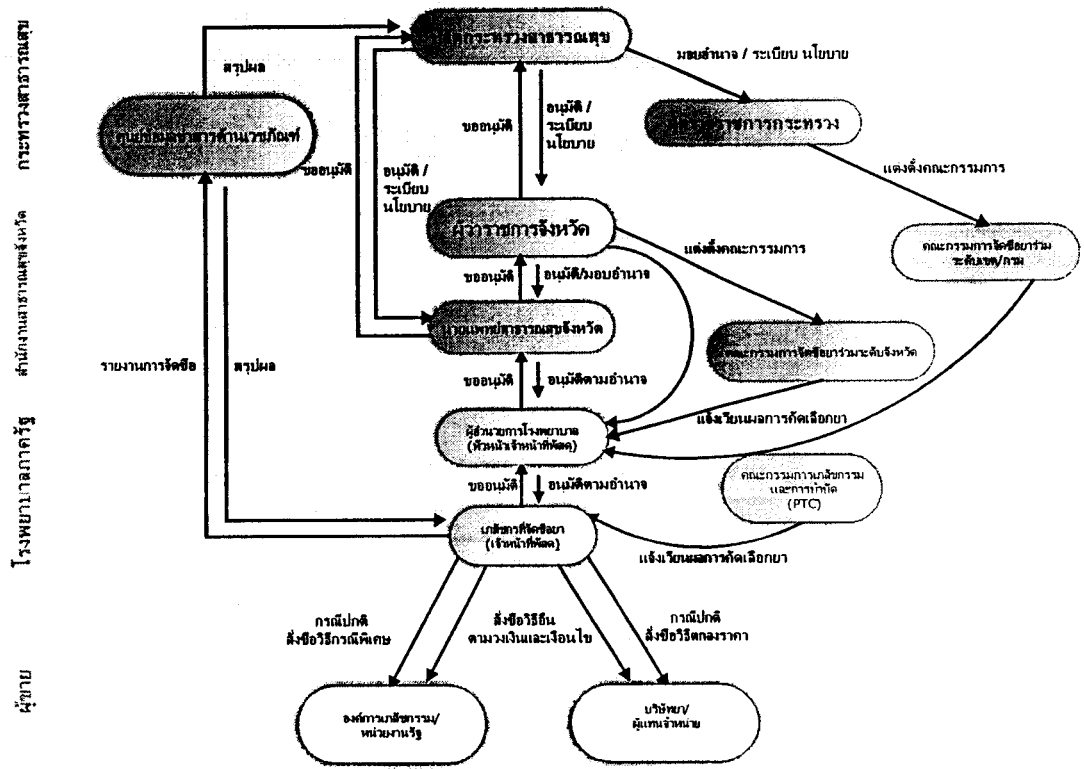 กระทรวงสาธารณสุข
สำนักงานสาธารณสุขจังหวัด
โรงพยาบาลภาครัฐ
ผู้ขาย
กระทรวงสาธารณสุข
สรุปผล
มอบอำนาจ / ระเบียบ นโยบาย
ศูนย์ข้อมูลข่าวสารด้านเวชภัณฑ์
ราชการกระทรวง
ขออนุมัติ
อนุมัติ /
ระเบียบ
นโยบาย
ขออนุมัติ
อนุมัติ /
ระเบียบ
นโยบาย
แต่งตั้งคณะกรรมการ
ผู้ว่าราชการจังหวัด
แต่งตั้งคณะกรรมการ
คณะกรรมการจัดซื้อยาร่วม
ระดับเขต/กรม
ขออนุมัติ
อนุมัติ/มอบอำนาจ
นายแพทย์สาธารณสุขจังหวัด
คณะกรรมการจัดซื้อยาร่วมระดับจังหวัด
รายงานการจัดซื้อ
สรุปผล
ขออนุมัติ
อนุมัติตามอำนาจ
ผู้อำนวยการโรงพยาบาล
(หัวหน้าเจ้าหน้าที่พัสดุ)
แจ้งเวียนผลการคัดเลือกยา
คณะกรรมการเภสัชกรรม
และการบำบัด
(PTC)
ขออนุมัติ
อนุมัติตามอำนาจ
เภสัชกรที่จัดซื้อยา
(เจ้าหน้าที่พัสดุ)
แจ้งเวียนผลการคัดเลือกยา
กรณีปกติ
สั่งซื้อวิธีกรณีพิเศษ
สั่งซื้อวิธีอื่น
ตามวงเงินและเงื่อนไข
กรณีปกติ
สั่งซื้อวิธีตกลงราคา
องค์การเภสัชกรรม/
หน่วยงานรัฐ
บริษัทยา/
ผู้แทนจำหน่าย